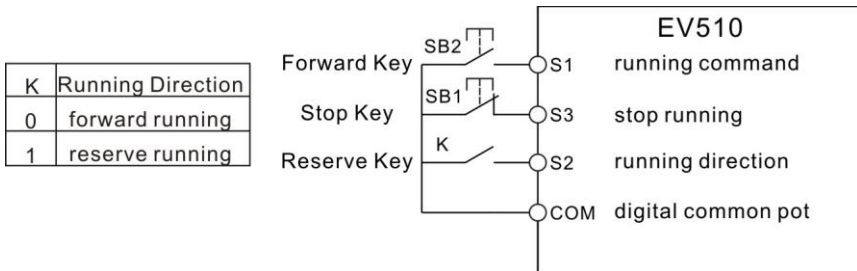 K Running Direction
0 forward running
1 reserve running
EV510
Forward Key SB2 S1 running command
Stop Key SB1 S3 stop running
Reserve Key K S2 running direction
COM digital common pot